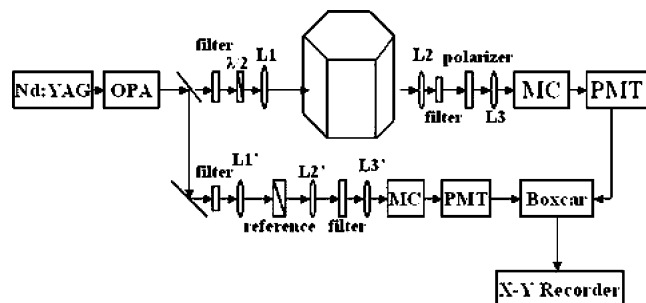 filter
λ/2
L1
L2
polarizer
Nd:YAG
OPA
filter
L3
MC
PMT
filter
L1'
L2'
L3'
reference
filter
MC
PMT
Boxcar
X-Y Recorder